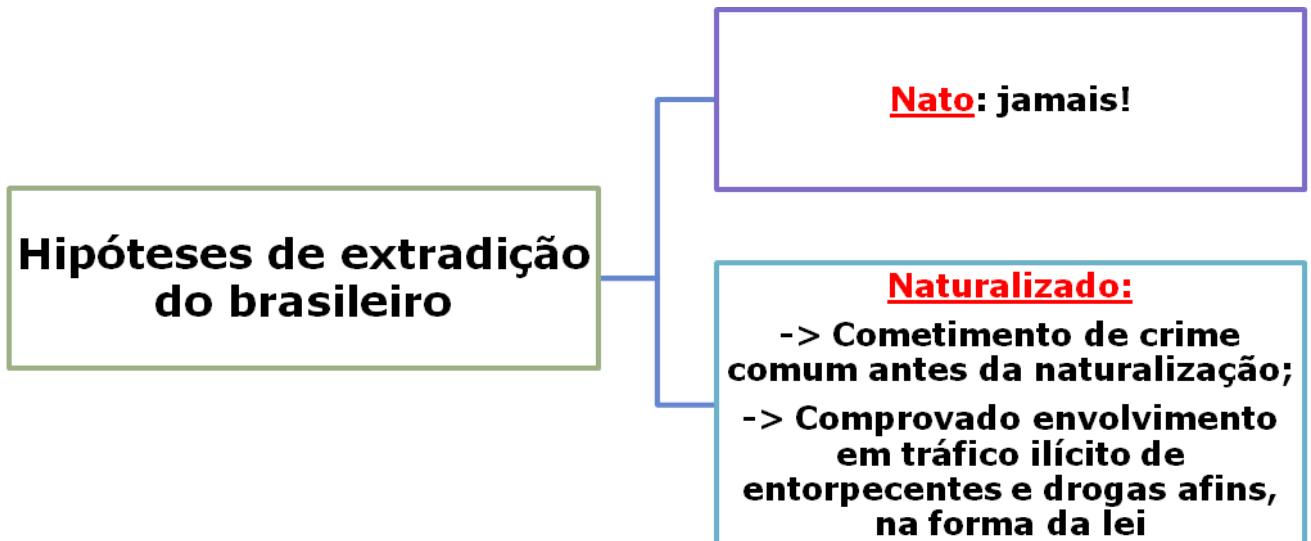 Hipóteses de extradição
do brasileiro
Nato: jamais!
Naturalizado:
-> Cometimento de crime
comum antes da naturalização;
-> Comprovado envolvimento
em tráfico ilícito de
entorpecentes e drogas afins,
na forma da lei